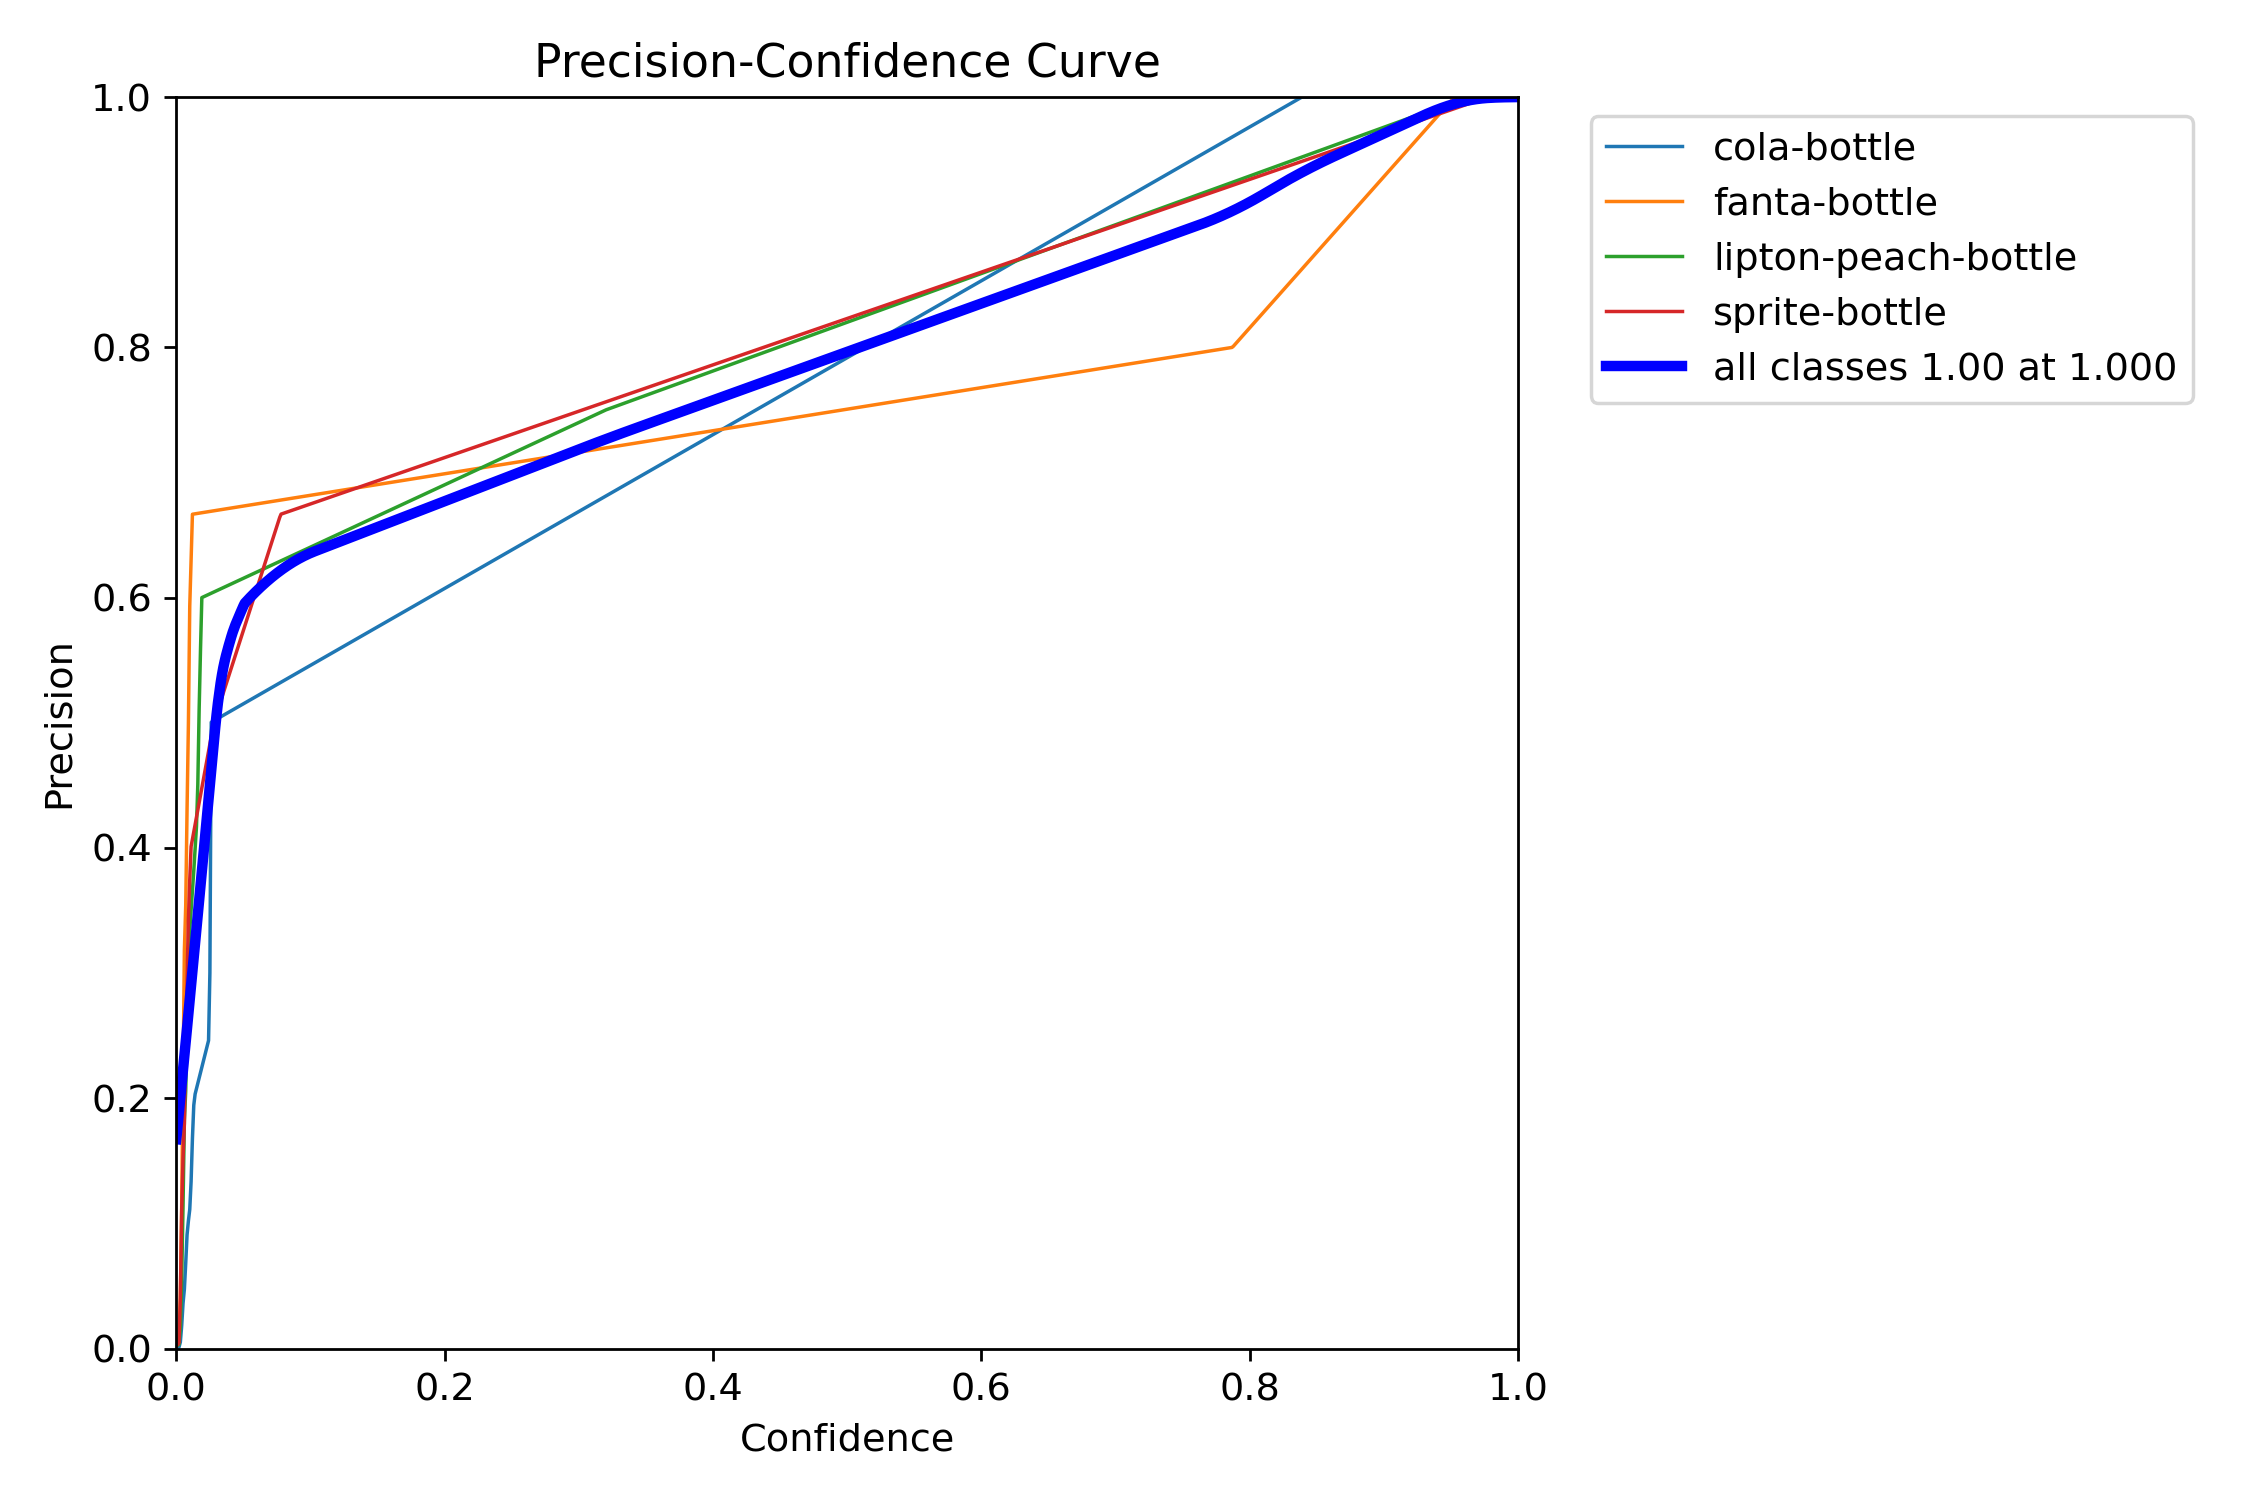 Precision-Confidence Curve
1.0
0.8
0.6
0.4
0.2
0.0
Precision
0.0 0.2 0.4 0.6 0.8 1.0
Confidence
cola-bottle
fanta-bottle
lipton-peach-bottle
sprite-bottle
all classes 1.00 at 1.000